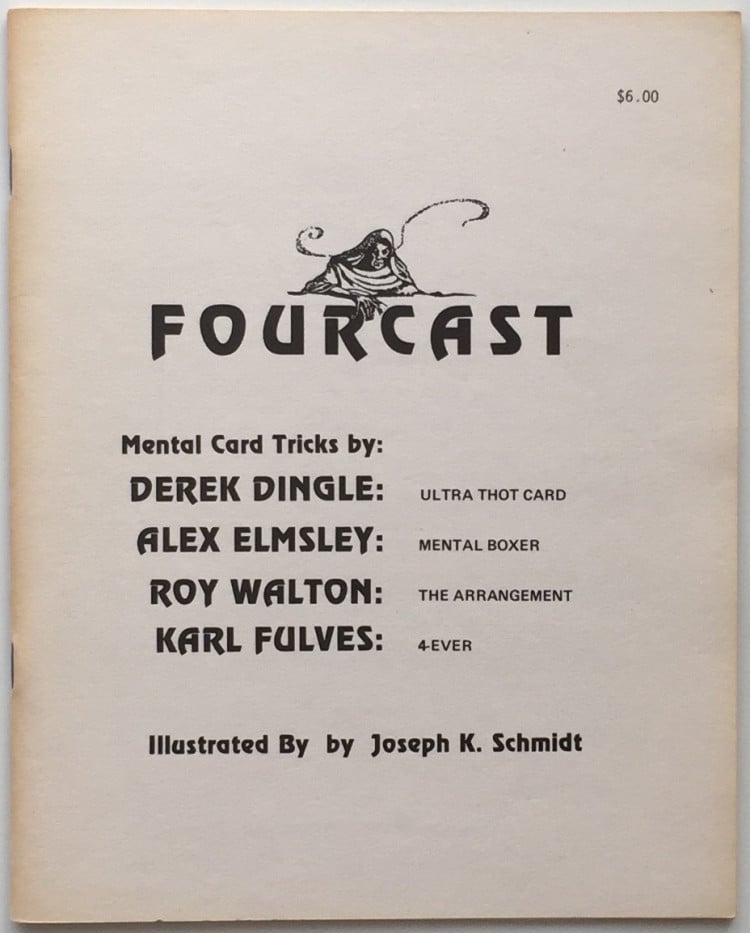 $6.00
FOURCAST
Mental Card Tricks by:
DEREK DINGLE: ULTRA THOT CARD
ALEX ELMSLEY: MENTAL BOXER
ROY WALTON: THE ARRANGEMENT
KARL FULVES: 4-EVER
Illustrated By by Joseph K. Schmidt